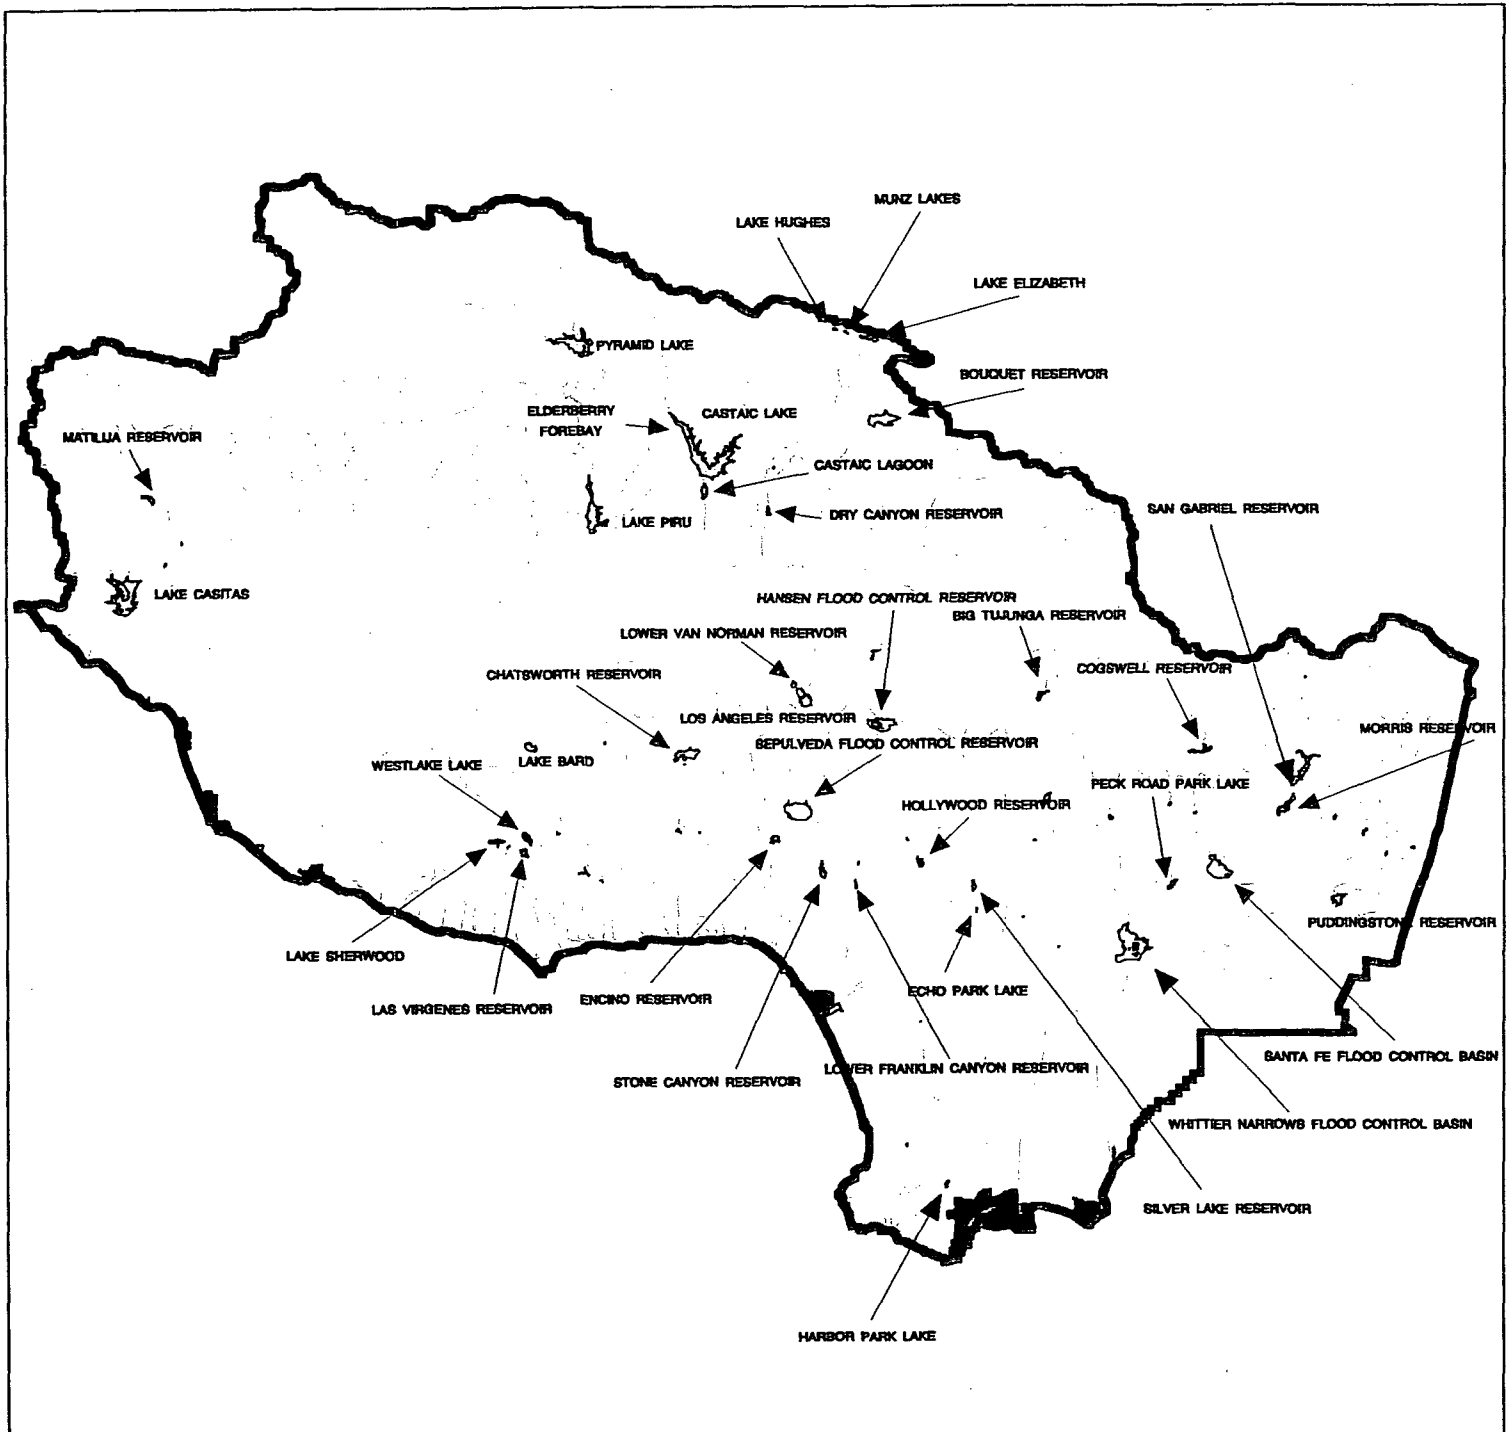 MUNZ LAKES
LAKE HUGHES
LAKE ELIZABETH
PYRAMID LAKE
BOUQUET RESERVOIR
ELDERBERRY
FOREBAY
CASTAIC LAKE
MATILIJA RESERVOIR
CASTAIC LAGOON
SAN GABRIEL RESERVOIR
DRY CANYON RESERVOIR
LAKE PIRU
LAKE CASITAS
HANSEN FLOOD CONTROL RESERVOIR
BIG TUJUNGA RESERVOIR
LOWER VAN NORMAN RESERVOIR
COGSWELL RESERVOIR
CHATSWORTH RESERVOIR
LOS ANGELES RESERVOIR
MORRIS RESERVOIR
SEPULVEDA FLOOD CONTROL RESERVOIR
LAKE BARD
WESTLAKE LAKE
PECK ROAD PARK LAKE
HOLLYWOOD RESERVOIR
PUDDINGSTONE RESERVOIR
LAKE SHERWOOD
ECHO PARK LAKE
ENCINO RESERVOIR
LAS VIRGENES RESERVOIR
SANTA FE FLOOD CONTROL BASIN
LOWER FRANKLIN CANYON RESERVOIR
STONE CANYON RESERVOIR
WHITTIER NARROWS FLOOD CONTROL BASIN
SILVER LAKE RESERVOIR
HARBOR PARK LAKE